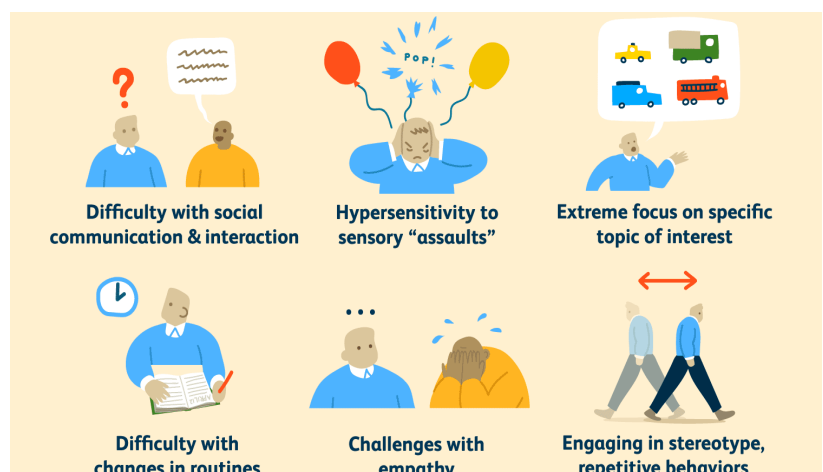 POP!
Difficulty with social
communication & interaction
Hypersensitivity to
sensory “assaults”
Extreme focus on specific
topic of interest
Difficulty with
changes in routines
Challenges with
empathy
Engaging in stereotype,
repetitive behaviors